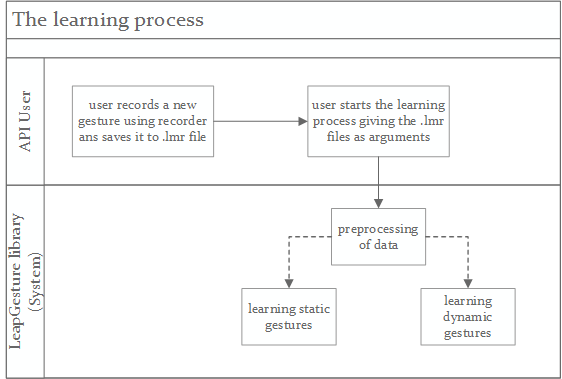 The learning process
API User
user records a new
gesture using recorder
ans saves it to .lmr file
user starts the learning
process giving the .lmr
files as arguments
LeapGesture library
(System)
preprocessing
of data
learning static
gestures
learning
dynamic
gestures